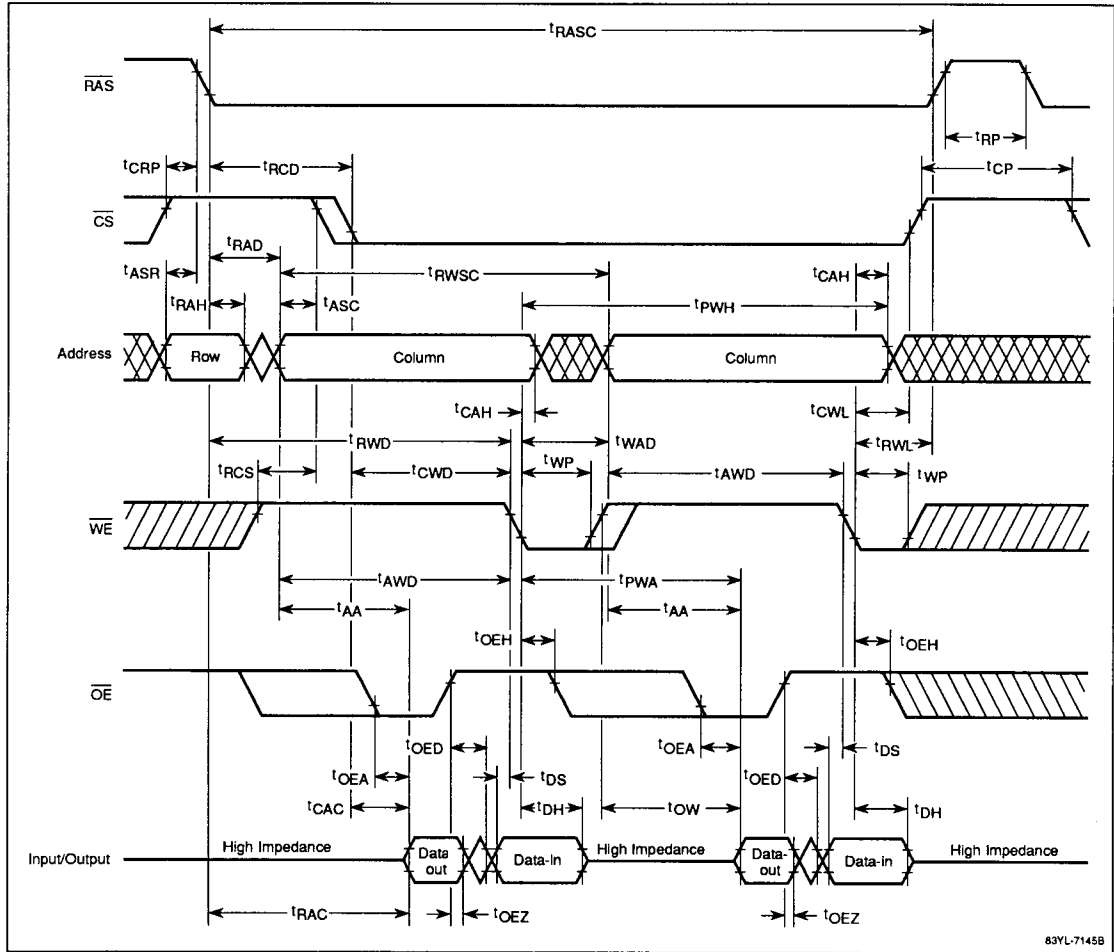 tRASC
RAS
tRP
tCRP
tRCD
tCP
CS
tRAD
tASR
tRWSC
tCAH
tRAH
tASC
tPWH
Address
Row
Column
Column
tCAH
tCWL
tRWD
tWAD
tRWL
tRCS
tCWD
tWP
tAWD
tWP
WE
tAWD
tPWA
tAA
tAA
tOEH
tOEH
OE
tOED
tOEA
tDS
tOEA
tOED
tDS
tCAC
tDH
tOW
tDH
Input/Output
High Impedance
Data out
Data-in
High Impedance
Data-out
Data-in
High Impedance
tRAC
tOEZ
tOEZ
83YL-7145B